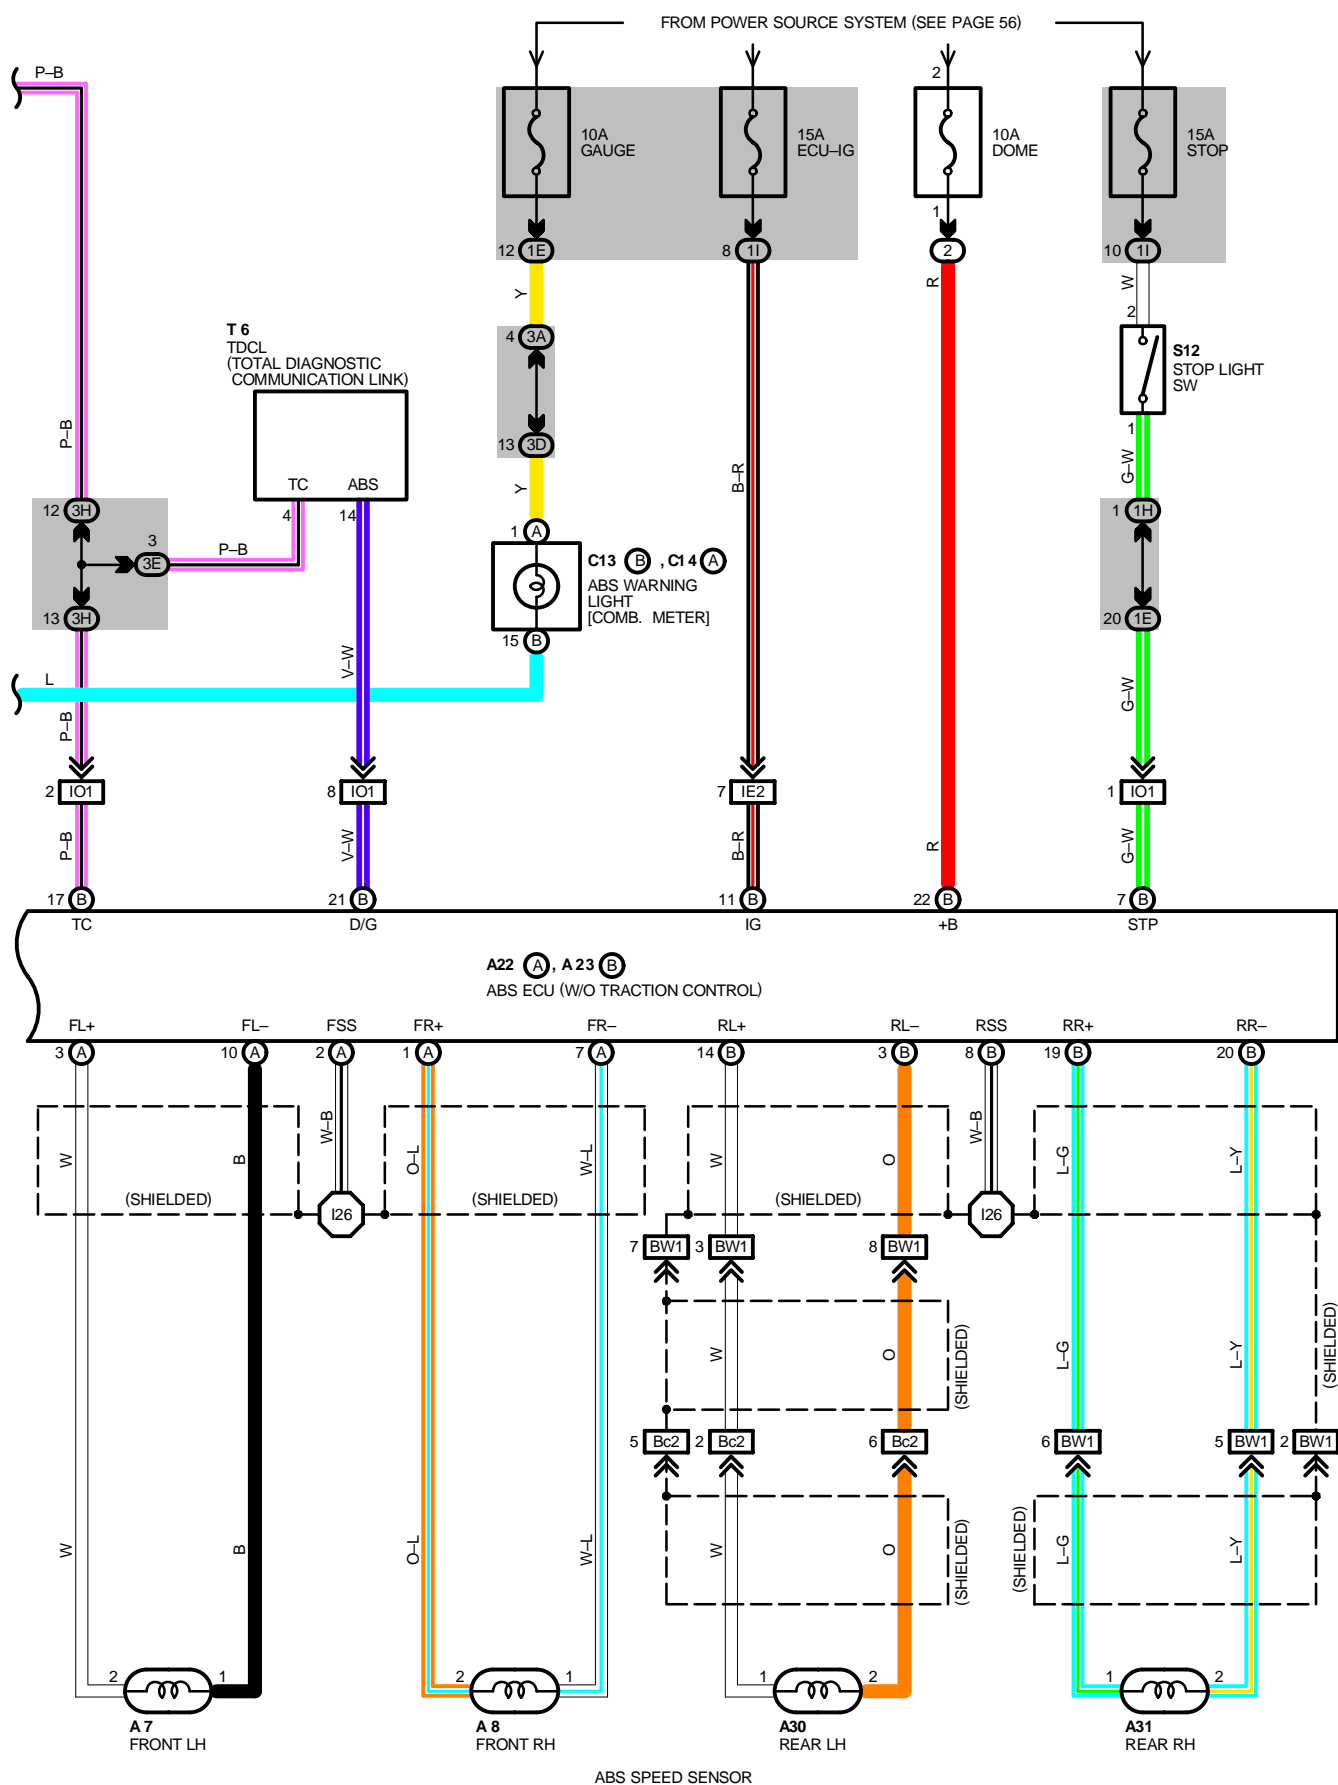 FROM POWER SOURCE SYSTEM (SEE PAGE 56)
P–B
2
10A
GAUGE
15A
ECU–IG
10A
DOME
15A
STOP
1
12 1E
8 1I
2
10 1I
Y
R
W
2
4 3A
T 6
TDCL
(TOTAL DIAGNOSTIC
COMMUNICATION LINK)
S12
STOP LIGHT
SW
P–B
13 3D
1
G–W
TC
ABS
Y
B–R
4
14
12 3H
1 A
1 1H
3
3E
P–B
C13 B , C14 A
ABS WARNING
LIGHT
[COMB. METER]
13 3H
15 B
20 1E
V–W
L
P–B
G–W
2 IO1
8 IO1
7 IE2
1 IO1
P–B
V–W
B–R
R
G–W
17 B
21 B
11 B
22 B
7 B
TC
D/G
IG
+B
STP
A22 A , A 23 B
ABS ECU (W/O TRACTION CONTROL)
FL+
FL–
FSS
FR+
FR–
RL+
RL–
RSS
RR+
RR–
3 A
10 A
2 A
1 A
7 A
14 B
3 B
8 B
19 B
20 B
W
B
W–B
O–L
W–L
W
O
W–B
L–G
L–Y
(SHIELDED)
(SHIELDED)
(SHIELDED)
I26
I26
7 BW1
3 BW1
8 BW1
W
O
(SHIELDED)
L–G
L–Y
(SHIELDED)
5 Bc2
2 Bc2
6 Bc2
6 BW1
5 BW1
2 BW1
W
B
O–L
W–L
W
O
(SHIELDED)
(SHIELDED)
L–G
L–Y
2
1
2
1
1
2
1
2
A 7
FRONT LH
A 8
FRONT RH
A30
REAR LH
A31
REAR RH
ABS SPEED SENSOR